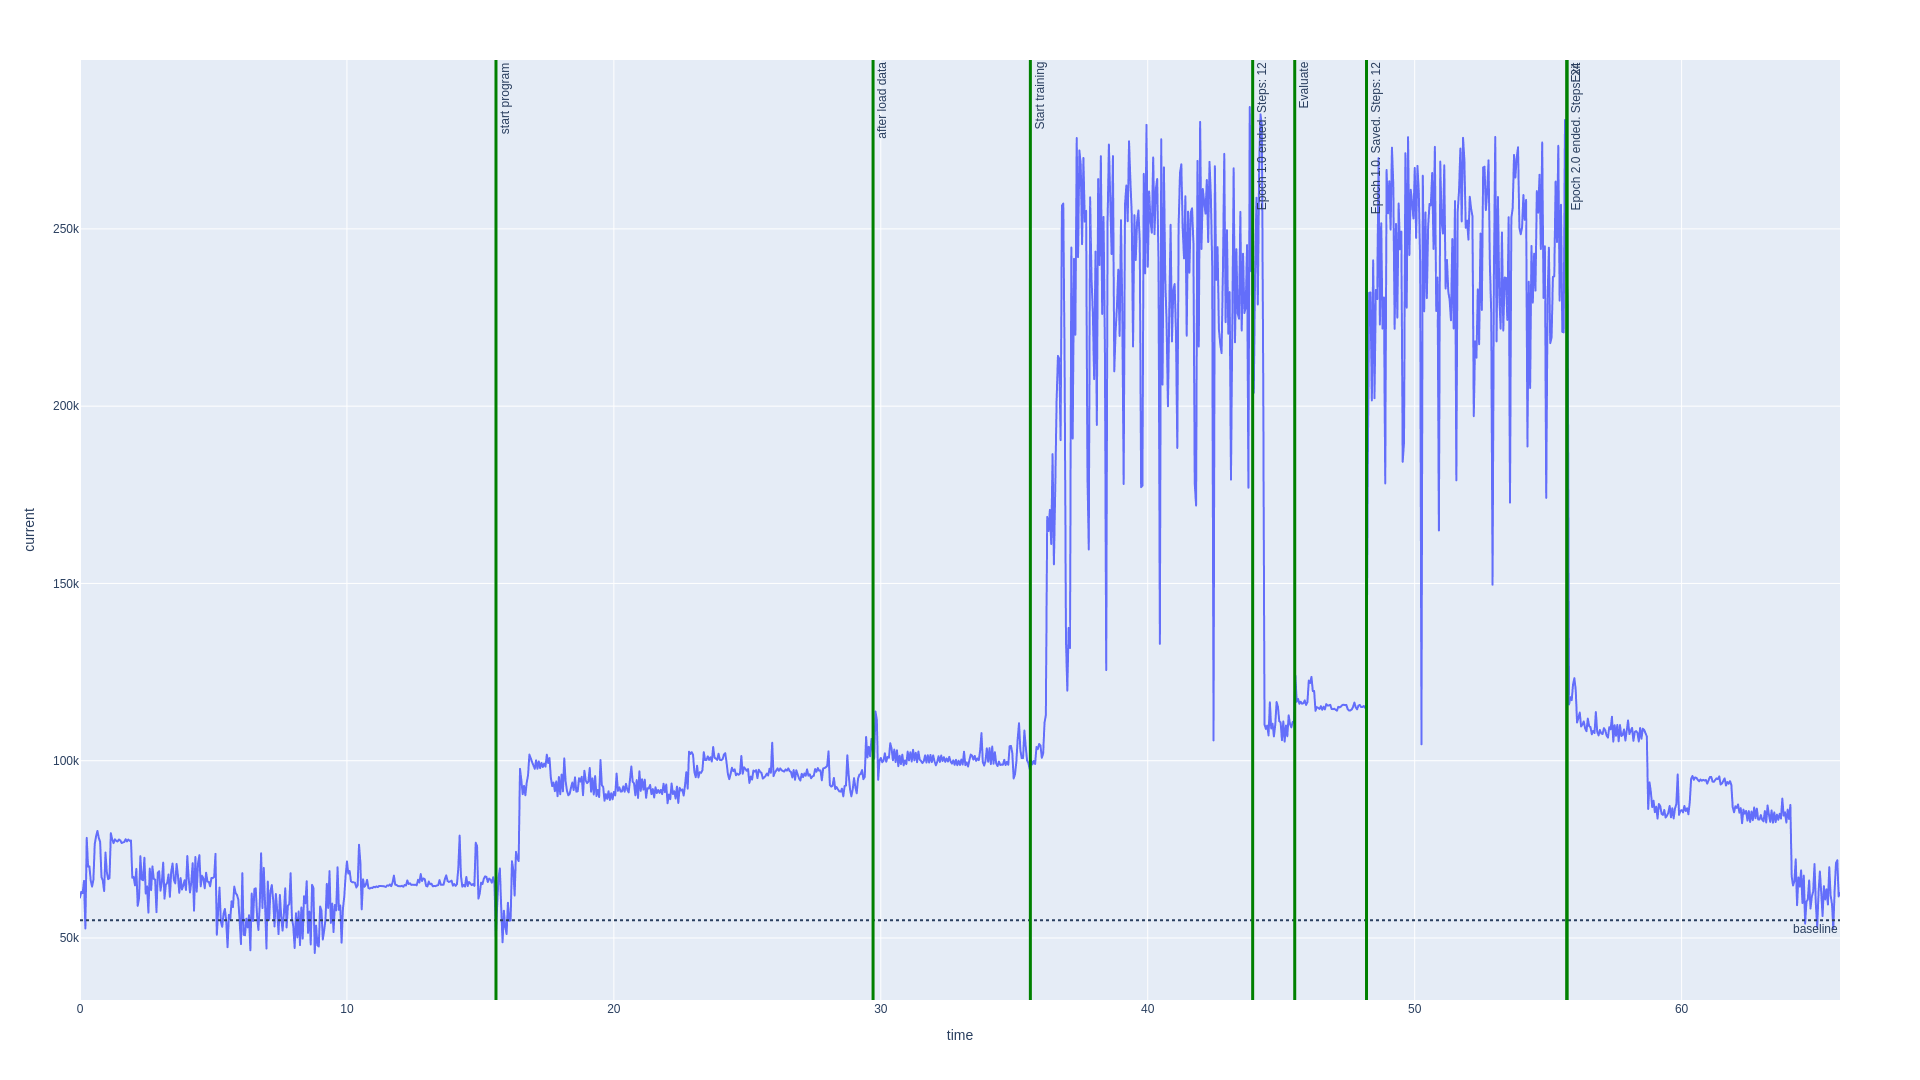 start program
after load data
Start training
Epoch 1.0 ended. Steps: 12
Evaluate
Epoch 1.0. Saved. Steps: 12
Epoch 2.0 ended. Steps: 24
250k
200k
150k
100k
50k
current
baseline
0
10
20
30
40
50
60
time